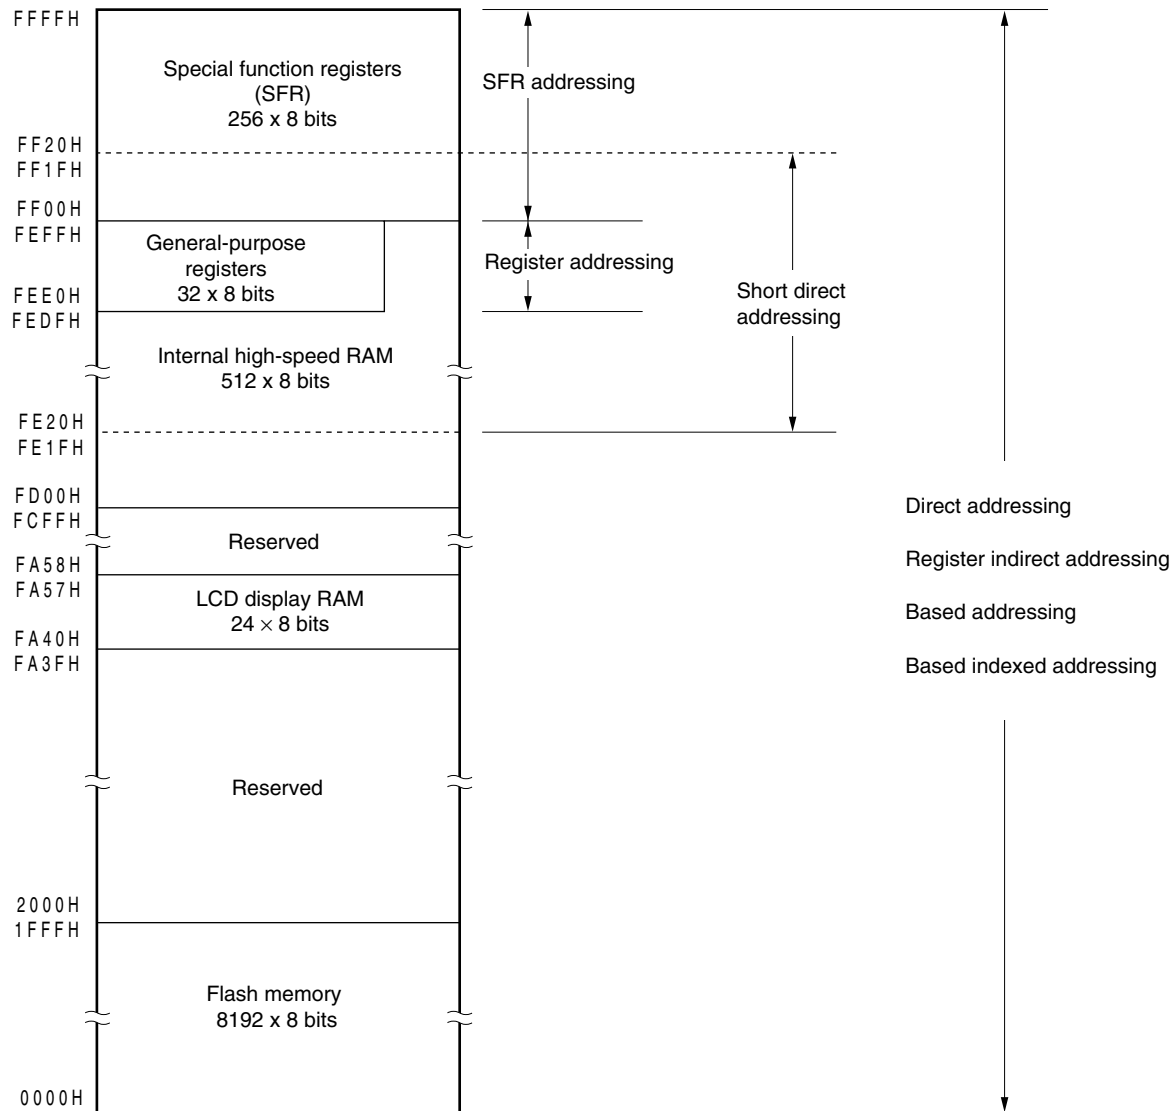 FFFFH
Special function registers
(SFR)
256 x 8 bits
SFR addressing
FF20H
FF1FH
FF00H
FEFFH
General-purpose
registers
32 x 8 bits
Register addressing
FEE0H
FEDFH
Short direct
addressing
Internal high-speed RAM
512 x 8 bits
FE20H
FE1FH
FD00H
FCFFH
Direct addressing
Reserved
Register indirect addressing
FA58H
FA57H
LCD display RAM
24 × 8 bits
Based addressing
FA40H
FA3FH
Based indexed addressing
Reserved
2000H
1FFFH
Flash memory
8192 x 8 bits
0000H